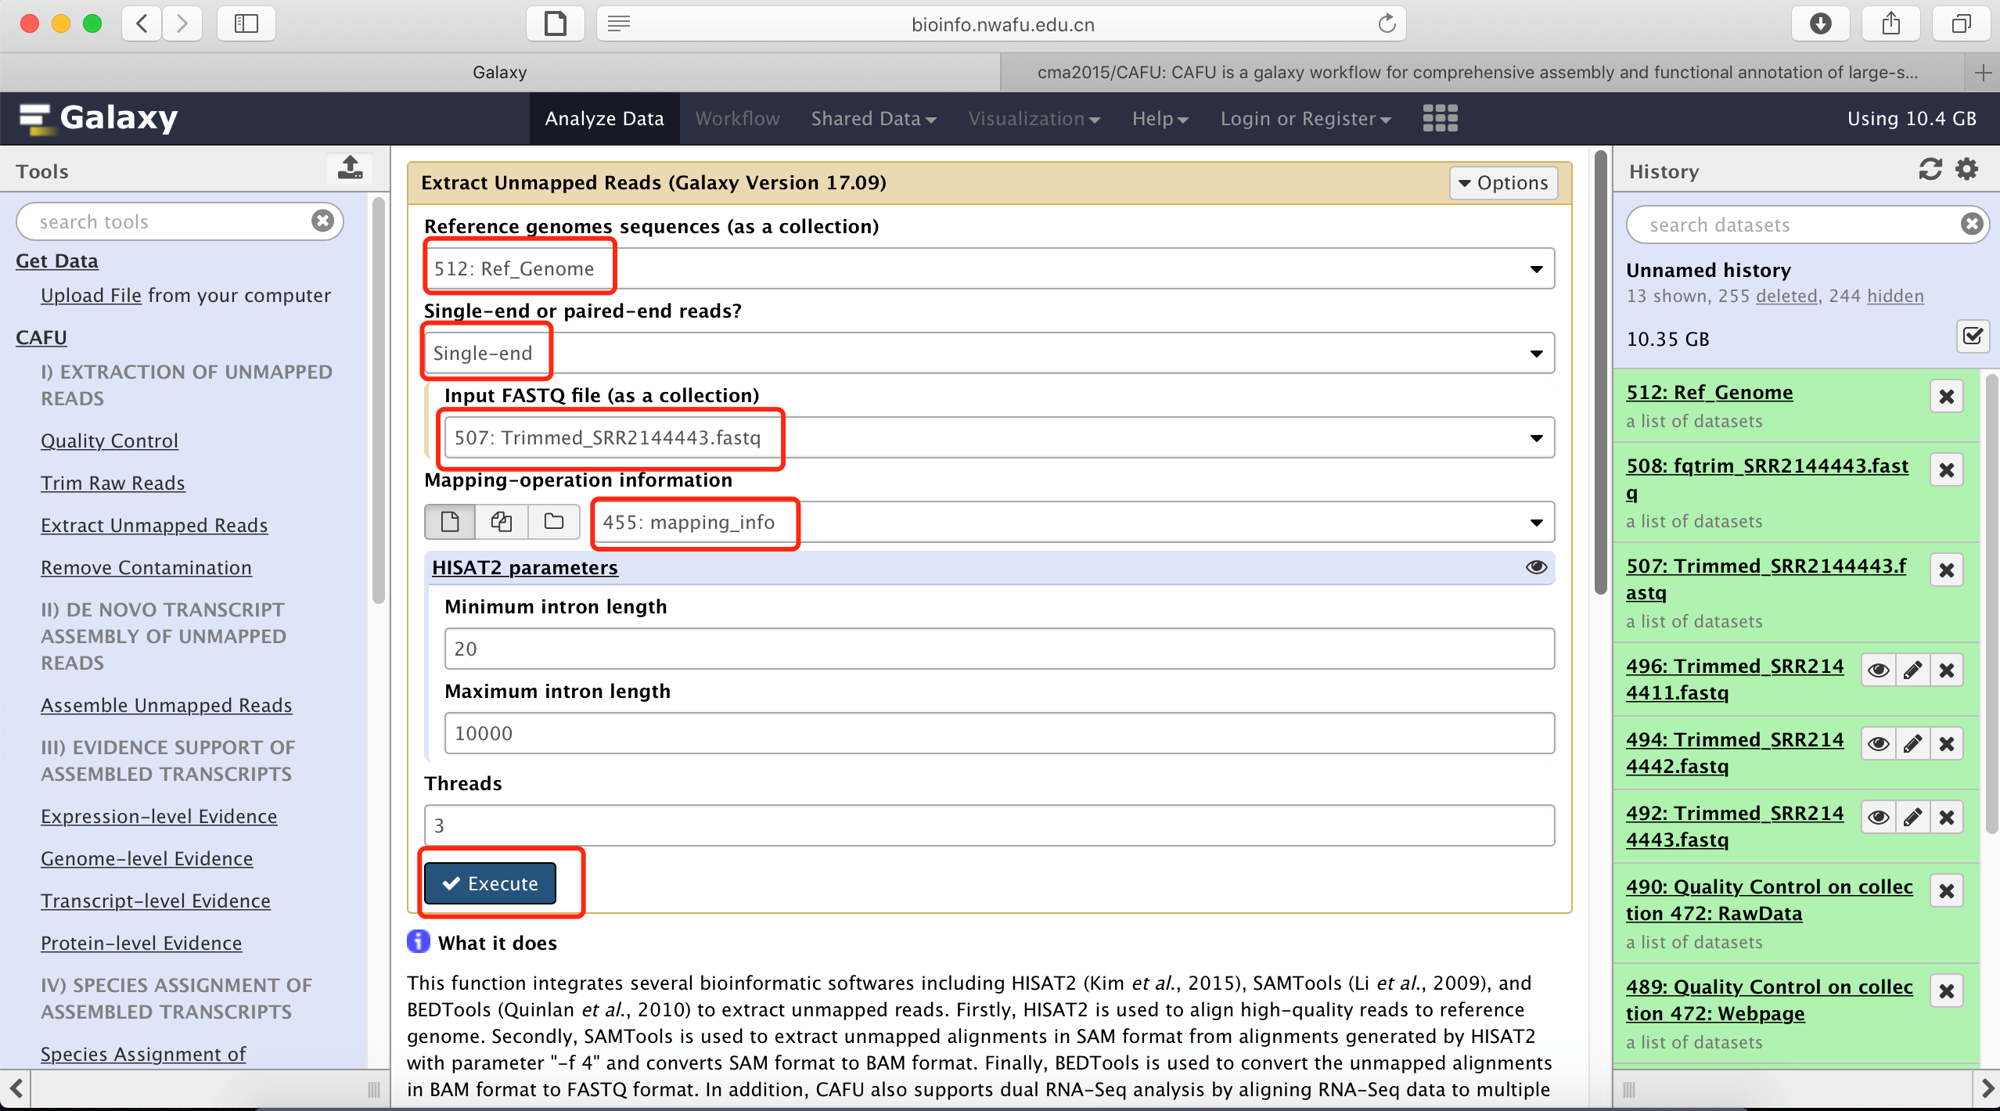 bioinfo.nwafu.edu.cn
Galaxy
cma2015/CAFU: CAFU is a galaxy workflow for comprehensive assembly and functional annotation of large-s...
Galaxy
Analyze Data
Workflow
Shared Data
Visualization
Help
Login or Register
Using 10.4 GB
Tools
search tools
Get Data
Upload File from your computer
CAFU
I) EXTRACTION OF UNMAPPED
READS
Quality Control
Trim Raw Reads
Extract Unmapped Reads
Remove Contamination
II) DE NOVO TRANSCRIPT
ASSEMBLY OF UNMAPPED
READS
Assemble Unmapped Reads
III) EVIDENCE SUPPORT OF
ASSEMBLED TRANSCRIPTS
Expression-level Evidence
Genome-level Evidence
Transcript-level Evidence
Protein-level Evidence
IV) SPECIES ASSIGNMENT OF
ASSEMBLED TRANSCRIPTS
Species Assignment of
Extract Unmapped Reads (Galaxy Version 17.09)
Options
Reference genomes sequences (as a collection)
512: Ref_Genome
Single-end or paired-end reads?
Single-end
Input FASTQ file (as a collection)
507: Trimmed_SRR2144443.fastq
Mapping-operation information
455: mapping_info
HISAT2 parameters
Minimum intron length
20
Maximum intron length
10000
Threads
3
Execute
What it does
This function integrates several bioinformatic softwares including HISAT2 (Kim et al., 2015), SAMTools (Li et al., 2009), and
BEDTools (Quinlan et al., 2010) to extract unmapped reads. Firstly, HISAT2 is used to align high-quality reads to reference
genome. Secondly, SAMTools is used to extract unmapped alignments in SAM format from alignments generated by HISAT2
with parameter "-f 4" and converts SAM format to BAM format. Finally, BEDTools is used to convert the unmapped alignments
in BAM format to FASTQ format. In addition, CAFU also supports dual RNA-Seq analysis by aligning RNA-Seq data to multiple
History
search datasets
Unnamed history
13 shown, 255 deleted, 244 hidden
10.35 GB
512: Ref_Genome
a list of datasets
508: fqtrim_SRR2144443.fast
q
a list of datasets
507: Trimmed_SRR2144443.f
astq
a list of datasets
496: Trimmed_SRR214
4411.fastq
494: Trimmed_SRR214
4442.fastq
492: Trimmed_SRR214
4443.fastq
490: Quality Control on collec
tion 472: RawData
a list of datasets
489: Quality Control on collec
tion 472: Webpage
a list of datasets